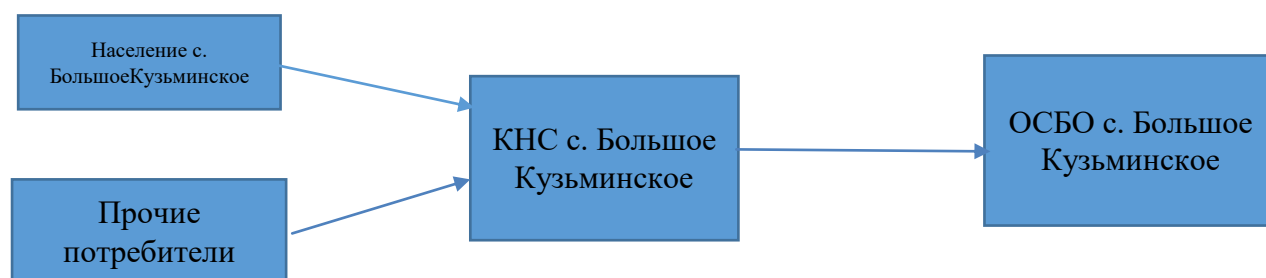 Население с.
БольшоеКузьминское
Прочие
потребители
КНС с. Большое
Кузьминское
ОСБО с. Большое
Кузьминское